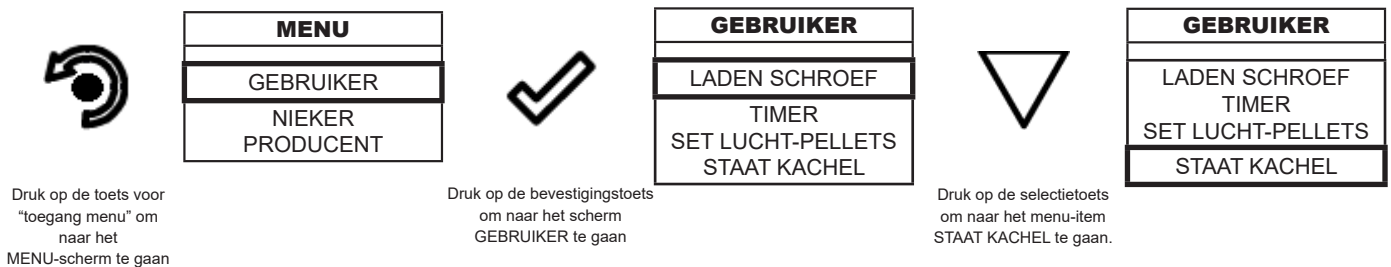 MENU
GEBRUIKER
NIEKER
PRODUCENT
Druk op de toets voor
“toegang menu” om
naar het
MENU-scherm te gaan
GEBRUIKER
LADEN SCHROEF
TIMER
SET LUCHT-PELLETS
STAAT KACHEL
Druk op de bevestigingstoets
om naar het scherm
GEBRUIKER te gaan
GEBRUIKER
LADEN SCHROEF
TIMER
SET LUCHT-PELLETS
STAAT KACHEL
Druk op de selectietoets
om naar het menu-item
STAAT KACHEL te gaan.